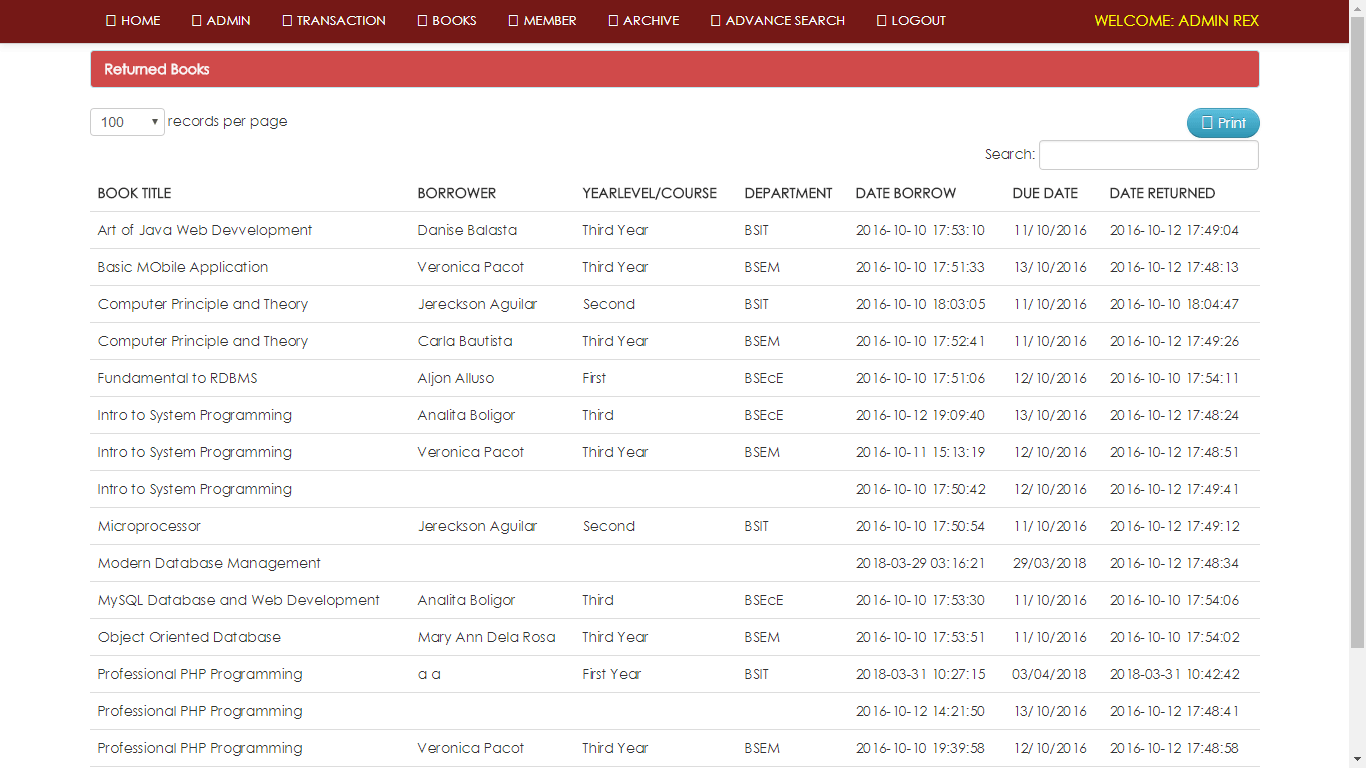 HOME ADMIN TRANSACTION BOOKS MEMBER ARCHIVE ADVANCE SEARCH LOGOUT WELCOME: ADMIN REX
Returned Books
100 records per page Print
Search:
BOOK TITLE BORROWER YEARLEVEL/COURSE DEPARTMENT DATE BORROW DUE DATE DATE RETURNED
Art of Java Web Devvelopment Danise Balasta Third Year BSIT 2016-10-10 17:53:10 11/10/2016 2016-10-12 17:49:04
Basic MObile Application Veronica Pacot Third Year BSEM 2016-10-10 17:51:33 13/10/2016 2016-10-12 17:48:13
Computer Principle and Theory Jereckson Aguilar Second BSIT 2016-10-10 18:03:05 11/10/2016 2016-10-10 18:04:47
Computer Principle and Theory Carla Bautista Third Year BSEM 2016-10-10 17:52:41 11/10/2016 2016-10-12 17:49:26
Fundamental to RDBMS Aljon Alluso First BSEcE 2016-10-10 17:51:06 12/10/2016 2016-10-10 17:54:11
Intro to System Programming Analita Boligor Third BSEcE 2016-10-12 19:09:40 13/10/2016 2016-10-12 17:48:24
Intro to System Programming Veronica Pacot Third Year BSEM 2016-10-11 15:13:19 12/10/2016 2016-10-12 17:48:51
Intro to System Programming 2016-10-10 17:50:42 12/10/2016 2016-10-12 17:49:41
Microprocessor Jereckson Aguilar Second BSIT 2016-10-10 17:50:54 11/10/2016 2016-10-12 17:49:12
Modern Database Management 2018-03-29 03:16:21 29/03/2018 2016-10-12 17:48:34
MySQL Database and Web Development Analita Boligor Third BSEcE 2016-10-10 17:53:30 11/10/2016 2016-10-10 17:54:06
Object Oriented Database Mary Ann Dela Rosa Third Year BSEM 2016-10-10 17:53:51 11/10/2016 2016-10-10 17:54:02
Professional PHP Programming a a First Year BSIT 2018-03-31 10:27:15 03/04/2018 2018-03-31 10:42:42
Professional PHP Programming 2016-10-12 14:21:50 13/10/2016 2016-10-12 17:48:41
Professional PHP Programming Veronica Pacot Third Year BSEM 2016-10-10 19:39:58 12/10/2016 2016-10-12 17:48:58